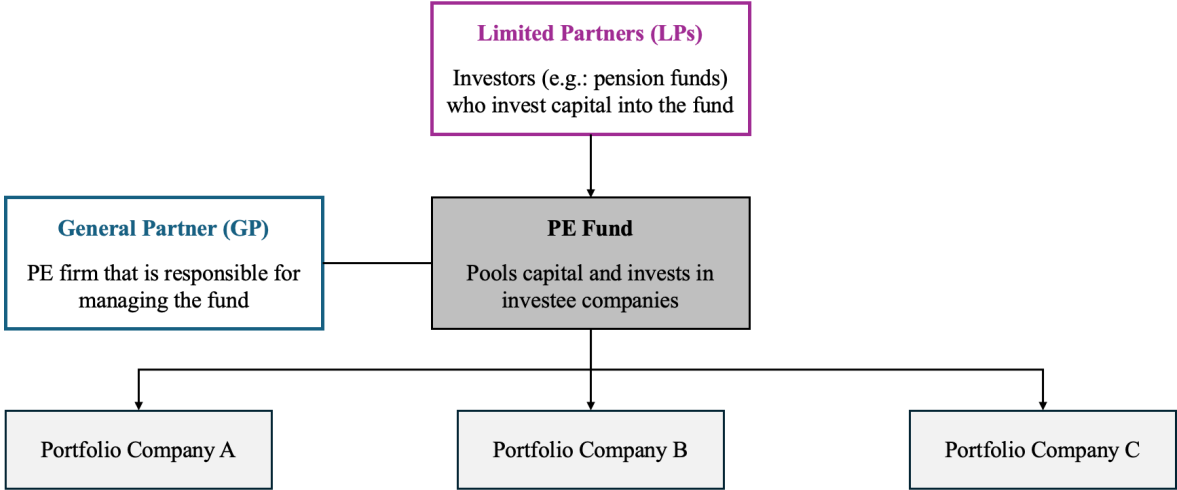 Limited Partners (LPs)
Investors (e.g.: pension funds)
who invest capital into the fund
General Partner (GP)
PE firm that is responsible for
managing the fund
PE Fund
Pools capital and invests in
investee companies
Portfolio Company A
Portfolio Company B
Portfolio Company C